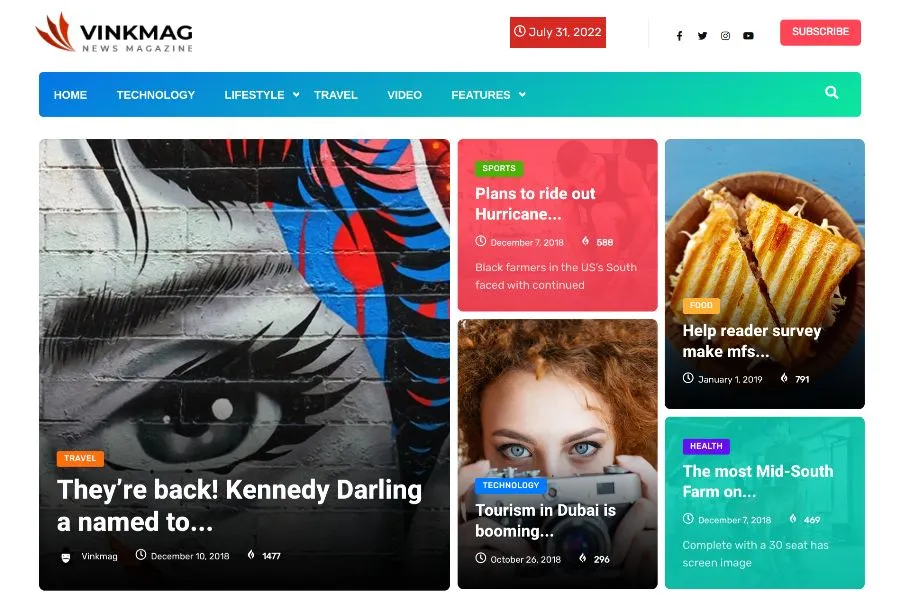 VINKMAG
NEWS MAGAZINE
July 31, 2022
SUBSCRIBE
HOME TECHNOLOGY LIFESTYLE TRAVEL VIDEO FEATURES
TRAVEL
They're back! Kennedy Darling
a named to...
Vinkmag December 10, 2018 1477
SPORTS
Plans to ride out
Hurricane...
December 7, 2018 588
Black farmers in the US's South
faced with continued
TECHNOLOGY
Tourism in Dubai is
booming...
October 26, 2018 296
FOOD
Help reader survey
make mfs...
January 1, 2019 791
HEALTH
The most Mid-South
Farm on...
December 7, 2018 469
Complete with a 30 seat has
screen image